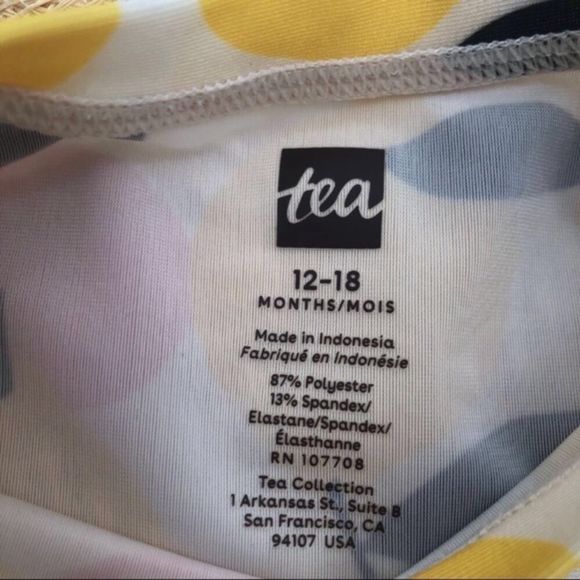 tea
12-18
MONTHS/MOIS
Made in Indonesia
Fabriqué en Indonésie
87% Polyester
13% Spandex/
Elastane/Spandex/
Élasthanne
RN 107708
Tea Collection
1 Arkansas St., Suite B
San Francisco, CA
94107 USA